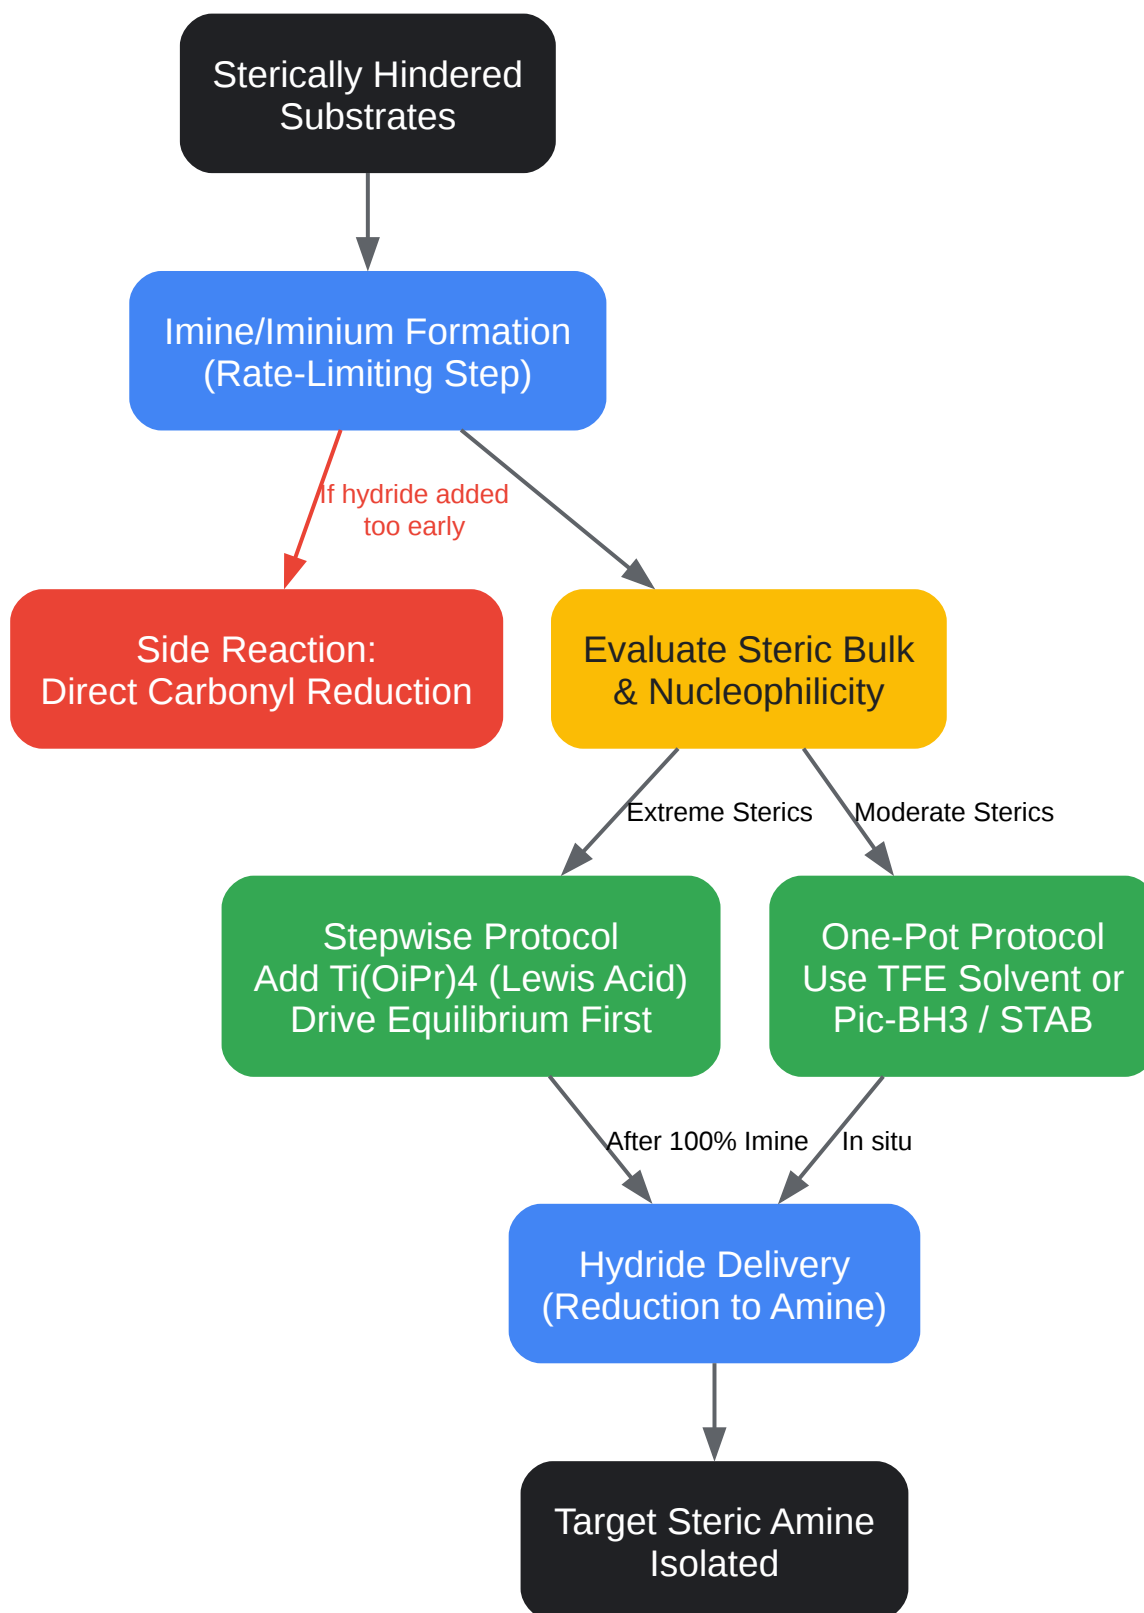 Sterically Hindered
Substrates
Imine/Iminium Formation
(Rate-Limiting Step)
If hydride added
too early
Side Reaction:
Direct Carbonyl Reduction
Evaluate Steric Bulk
& Nucleophilicity
Extreme Sterics
Moderate Sterics
Stepwise Protocol
Add Ti(OiPr)4 (Lewis Acid)
Drive Equilibrium First
One-Pot Protocol
Use TFE Solvent or
Pic-BH3 / STAB
After 100% Imine
In situ
Hydride Delivery
(Reduction to Amine)
Target Steric Amine
Isolated